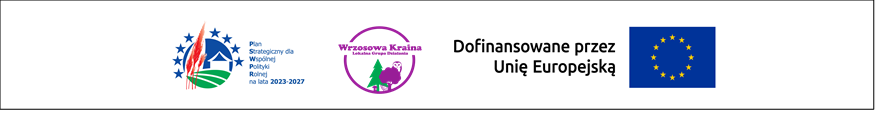 Plan
Strategiczny dla
Wspólnej
Polityki
Rolnej
na lata 2023-2027
Wrzosowa Kraina
Lokalna Grupa Działania
Dofinansowane przez
Unię Europejską